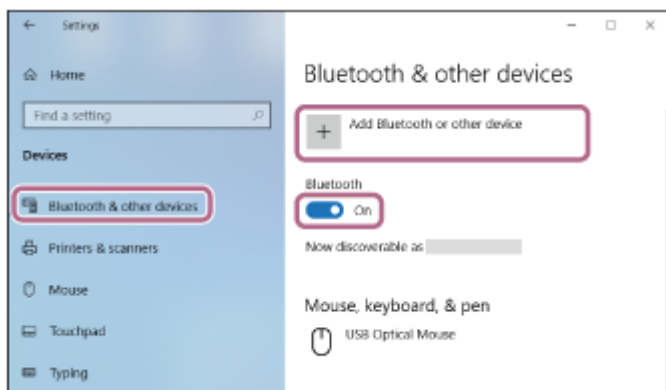 Settings
Home
Find a setting
Devices
Bluetooth & other devices
Printers & scanners
Mouse
Touchpad
Typing
Bluetooth & other devices
Add Bluetooth or other device
Bluetooth
On
Now discoverable as
Mouse, keyboard, & pen
USB Optical Mouse